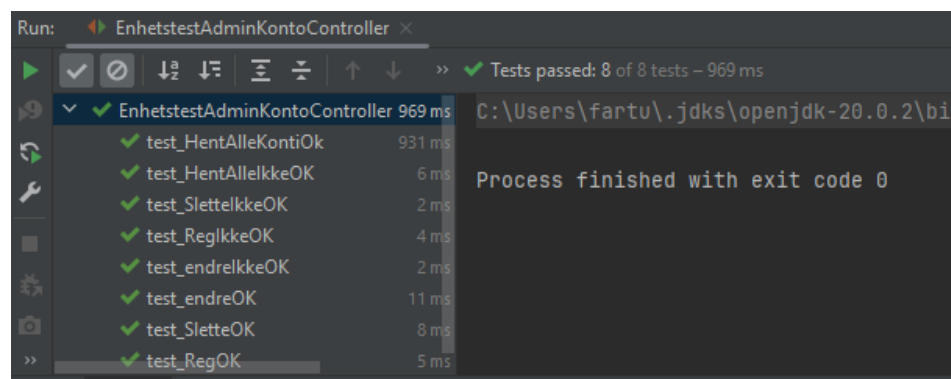 Run: EnhetstestAdminKontoController
Tests passed: 8 of 8 tests – 969 ms
EnhetstestAdminKontoController 969 ms
test_HentAlleKontiOk 931 ms
test_HentAlleIkkeOK 6 ms
test_SletteIkkeOK 2 ms
test_RegIkkeOK 4 ms
test_endreIkkeOK 2 ms
test_endreOK 11 ms
test_SletteOK 8 ms
test_RegOK 5 ms
C:\Users\fartu\.jdks\openjdk-20.0.2\bi
Process finished with exit code 0